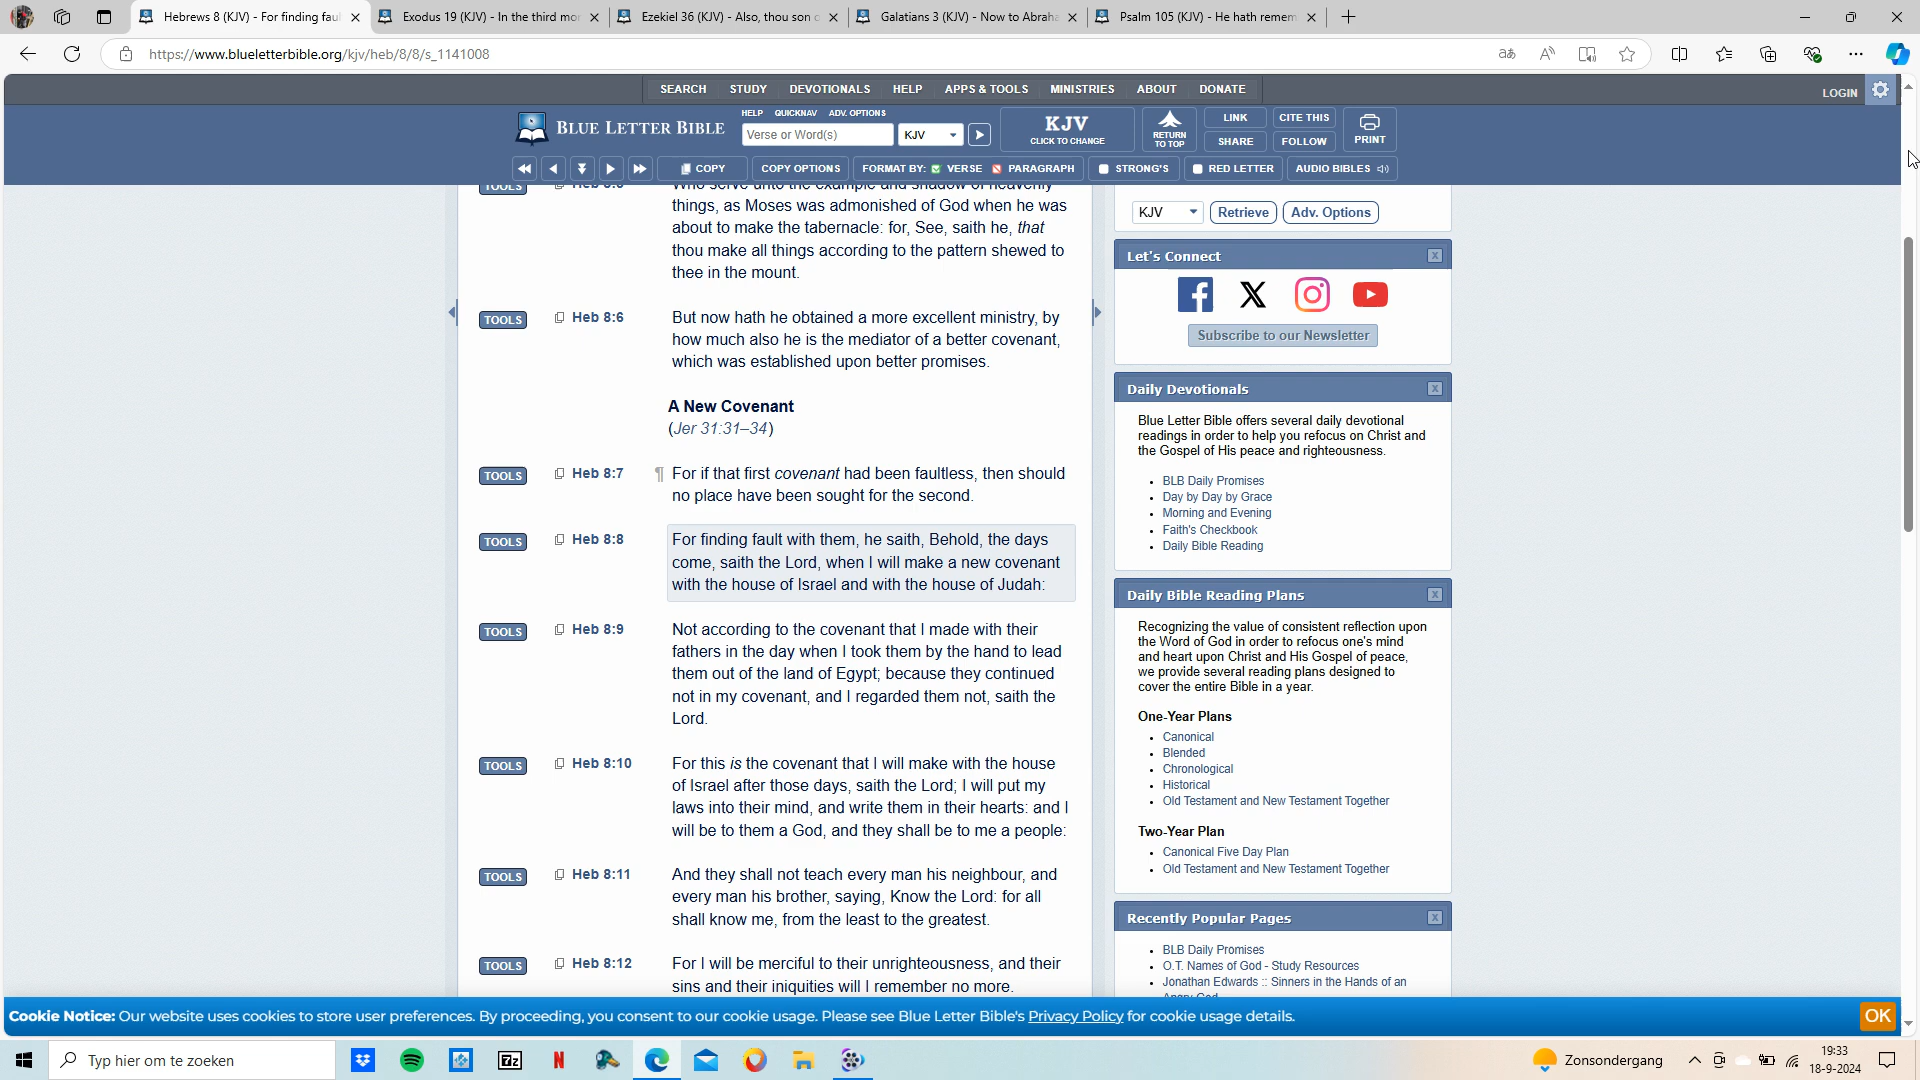 Hebrews 8 (KJV) - For finding faul
Exodus 19 (KJV) - In the third mor
Ezekiel 36 (KJV) - Also, thou son o
Galatians 3 (KJV) - Now to Abraha
Psalm 105 (KJV) - He hath remem
https://www.blueletterbible.org/kjv/heb/8/8/s_1141008
SEARCH STUDY DEVOTIONALS HELP APPS & TOOLS MINISTRIES ABOUT DONATE
LOGIN
BLUE LETTER BIBLE
HELP QUICKNAV ADV. OPTIONS
Verse or Word(s)
KJV
KJV
CLICK TO CHANGE
RETURN
TO TOP
LINK
CITE THIS
SHARE
FOLLOW
PRINT
COPY
COPY OPTIONS
FORMAT BY: VERSE PARAGRAPH
STRONG'S
RED LETTER
AUDIO BIBLES
TOOLS
Who serve unto the example and shadow of heavenly
things, as Moses was admonished of God when he was
about to make the tabernacle: for, See, saith he, that
thou make all things according to the pattern shewed to
thee in the mount.
TOOLS
Heb 8:6
But now hath he obtained a more excellent ministry, by
how much also he is the mediator of a better covenant,
which was established upon better promises.
A New Covenant
(Jer 31:31–34)
TOOLS
Heb 8:7
¶ For if that first covenant had been faultless, then should
no place have been sought for the second.
TOOLS
Heb 8:8
For finding fault with them, he saith, Behold, the days
come, saith the Lord, when I will make a new covenant
with the house of Israel and with the house of Judah:
TOOLS
Heb 8:9
Not according to the covenant that I made with their
fathers in the day when I took them by the hand to lead
them out of the land of Egypt; because they continued
not in my covenant, and I regarded them not, saith the
Lord.
TOOLS
Heb 8:10
For this is the covenant that I will make with the house
of Israel after those days, saith the Lord; I will put my
laws into their mind, and write them in their hearts: and I
will be to them a God, and they shall be to me a people:
TOOLS
Heb 8:11
And they shall not teach every man his neighbour, and
every man his brother, saying, Know the Lord: for all
shall know me, from the least to the greatest.
TOOLS
Heb 8:12
For I will be merciful to their unrighteousness, and their
sins and their iniquities will I remember no more.
KJV
Retrieve
Adv. Options
Let's Connect
Subscribe to our Newsletter
Daily Devotionals
Blue Letter Bible offers several daily devotional
readings in order to help you refocus on Christ and
the Gospel of His peace and righteousness.
BLB Daily Promises
Day by Day by Grace
Morning and Evening
Faith's Checkbook
Daily Bible Reading
Daily Bible Reading Plans
Recognizing the value of consistent reflection upon
the Word of God in order to refocus one's mind
and heart upon Christ and His Gospel of peace,
we provide several reading plans designed to
cover the entire Bible in a year.
One-Year Plans
Canonical
Blended
Chronological
Historical
Old Testament and New Testament Together
Two-Year Plan
Canonical Five Day Plan
Old Testament and New Testament Together
Recently Popular Pages
BLB Daily Promises
O.T. Names of God - Study Resources
Jonathan Edwards :: Sinners in the Hands of an
Cookie Notice: Our website uses cookies to store user preferences. By proceeding, you consent to our cookie usage. Please see Blue Letter Bible's Privacy Policy for cookie usage details.
OK
Typ hier om te zoeken
Zonsondergang
19:33
18-9-2024